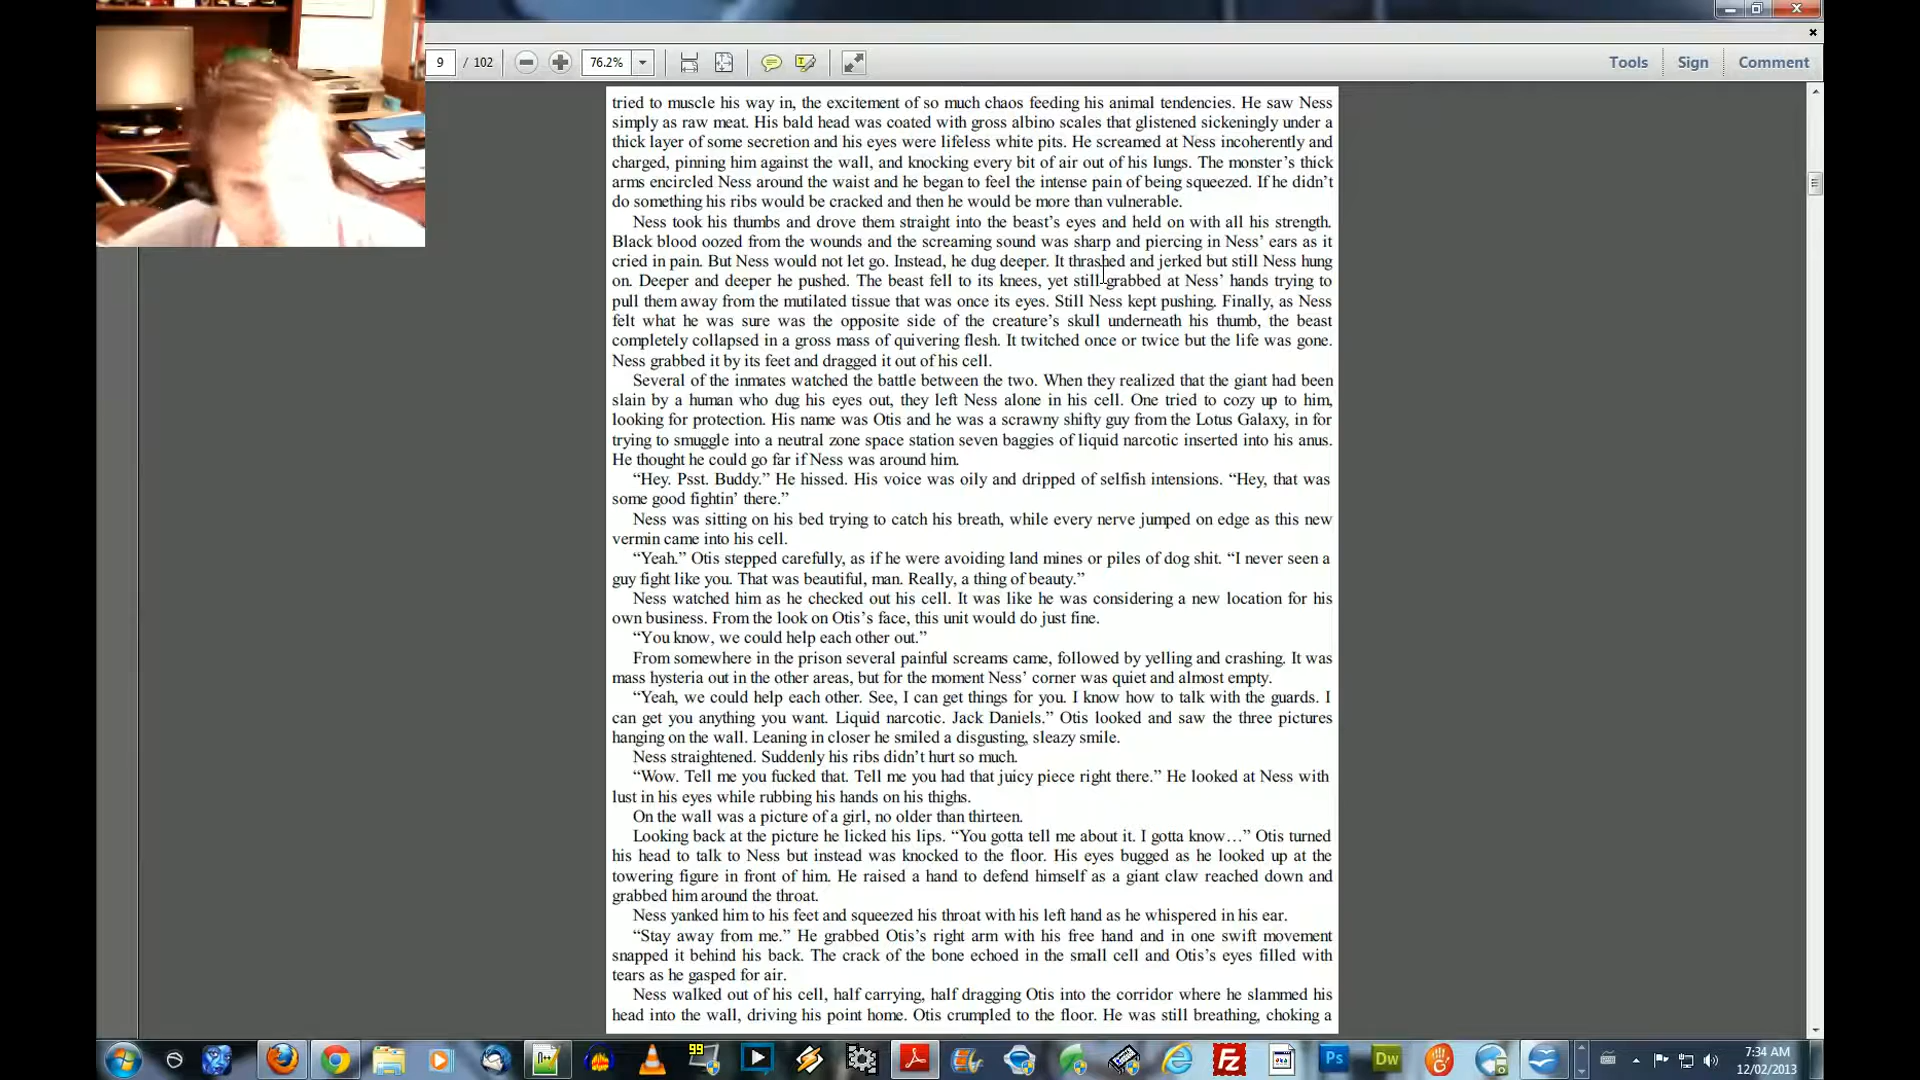 9 / 102 76.2% Tools Sign Comment
tried to muscle his way in, the excitement of so much chaos feeding his animal tendencies. He saw Ness
simply as raw meat. His bald head was coated with gross albino scales that glistened sickeningly under a
thick layer of some secretion and his eyes were lifeless white pits. He screamed at Ness incoherently and
charged, pinning him against the wall, and knocking every bit of air out of his lungs. The monster’s thick
arms encircled Ness around the waist and he began to feel the intense pain of being squeezed. If he didn’t
do something his ribs would be cracked and then he would be more than vulnerable.
Ness took his thumbs and drove them straight into the beast’s eyes and held on with all his strength.
Black blood oozed from the wounds and the screaming sound was sharp and piercing in Ness’ ears as it
cried in pain. But Ness would not let go. Instead, he dug deeper. It thrashed and jerked but still Ness hung
on. Deeper and deeper he pushed. The beast fell to its knees, yet still grabbed at Ness’ hands trying to
pull them away from the mutilated tissue that was once its eyes. Still Ness kept pushing. Finally, as Ness
felt what he was sure was the opposite side of the creature’s skull underneath his thumb, the beast
completely collapsed in a gross mass of quivering flesh. It twitched once or twice but the life was gone.
Ness grabbed it by its feet and dragged it out of his cell.
Several of the inmates watched the battle between the two. When they realized that the giant had been
slain by a human who dug his eyes out, they left Ness alone in his cell. One tried to cozy up to him,
looking for protection. His name was Otis and he was a scrawny shifty guy from the Lotus Galaxy, in for
trying to smuggle into a neutral zone space station seven baggies of liquid narcotic inserted into his anus.
He thought he could go far if Ness was around him.
“Hey. Psst. Buddy.” He hissed. His voice was oily and dripped of selfish intensions. “Hey, that was
some good fightin’ there.”
Ness was sitting on his bed trying to catch his breath, while every nerve jumped on edge as this new
vermin came into his cell.
“Yeah.” Otis stepped carefully, as if he were avoiding land mines or piles of dog shit. “I never seen a
guy fight like you. That was beautiful, man. Really, a thing of beauty.”
Ness watched him as he checked out his cell. It was like he was considering a new location for his
own business. From the look on Otis’s face, this unit would do just fine.
“You know, we could help each other out.”
From somewhere in the prison several painful screams came, followed by yelling and crashing. It was
mass hysteria out in the other areas, but for the moment Ness’ corner was quiet and almost empty.
“Yeah, we could help each other. See, I can get things for you. I know how to talk with the guards. I
can get you anything you want. Liquid narcotic. Jack Daniels.” Otis looked and saw the three pictures
hanging on the wall. Leaning in closer he smiled a disgusting, sleazy smile.
Ness straightened. Suddenly his ribs didn’t hurt so much.
“Wow. Tell me you fucked that. Tell me you had that juicy piece right there.” He looked at Ness with
lust in his eyes while rubbing his hands on his thighs.
On the wall was a picture of a girl, no older than thirteen.
Looking back at the picture he licked his lips. “You gotta tell me about it. I gotta know…” Otis turned
his head to talk to Ness but instead was knocked to the floor. His eyes bugged as he looked up at the
towering figure in front of him. He raised a hand to defend himself as a giant claw reached down and
grabbed him around the throat.
Ness yanked him to his feet and squeezed his throat with his left hand as he whispered in his ear.
“Stay away from me.” He grabbed Otis’s right arm with his free hand and in one swift movement
snapped it behind his back. The crack of the bone echoed in the small cell and Otis’s eyes filled with
tears as he gasped for air.
Ness walked out of his cell, half carrying, half dragging Otis into the corridor where he slammed his
head into the wall, driving his point home. Otis crumpled to the floor. He was still breathing, choking a
99
Ps Dw
7:34 AM
12/02/2013